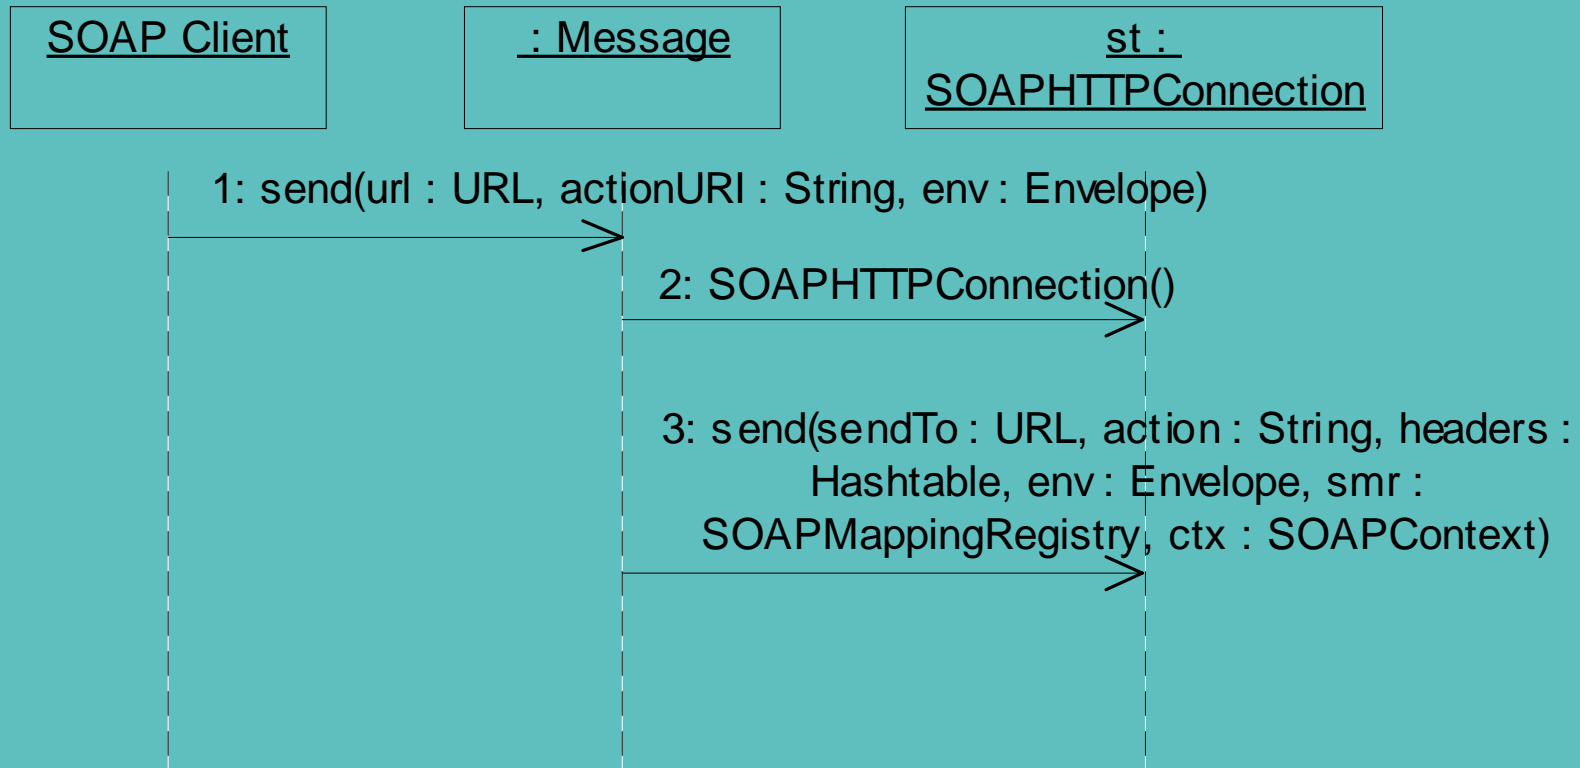 SOAP Client
: Message
st :
SOAPHTTPConnection
1: send(url : URL, actionURI : String, env : Envelope)
2: SOAPHTTPConnection()
3: send(sendTo : URL, action : String, headers :
Hashtable, env : Envelope, smr :
SOAPMappingRegistry, ctx : SOAPContext)